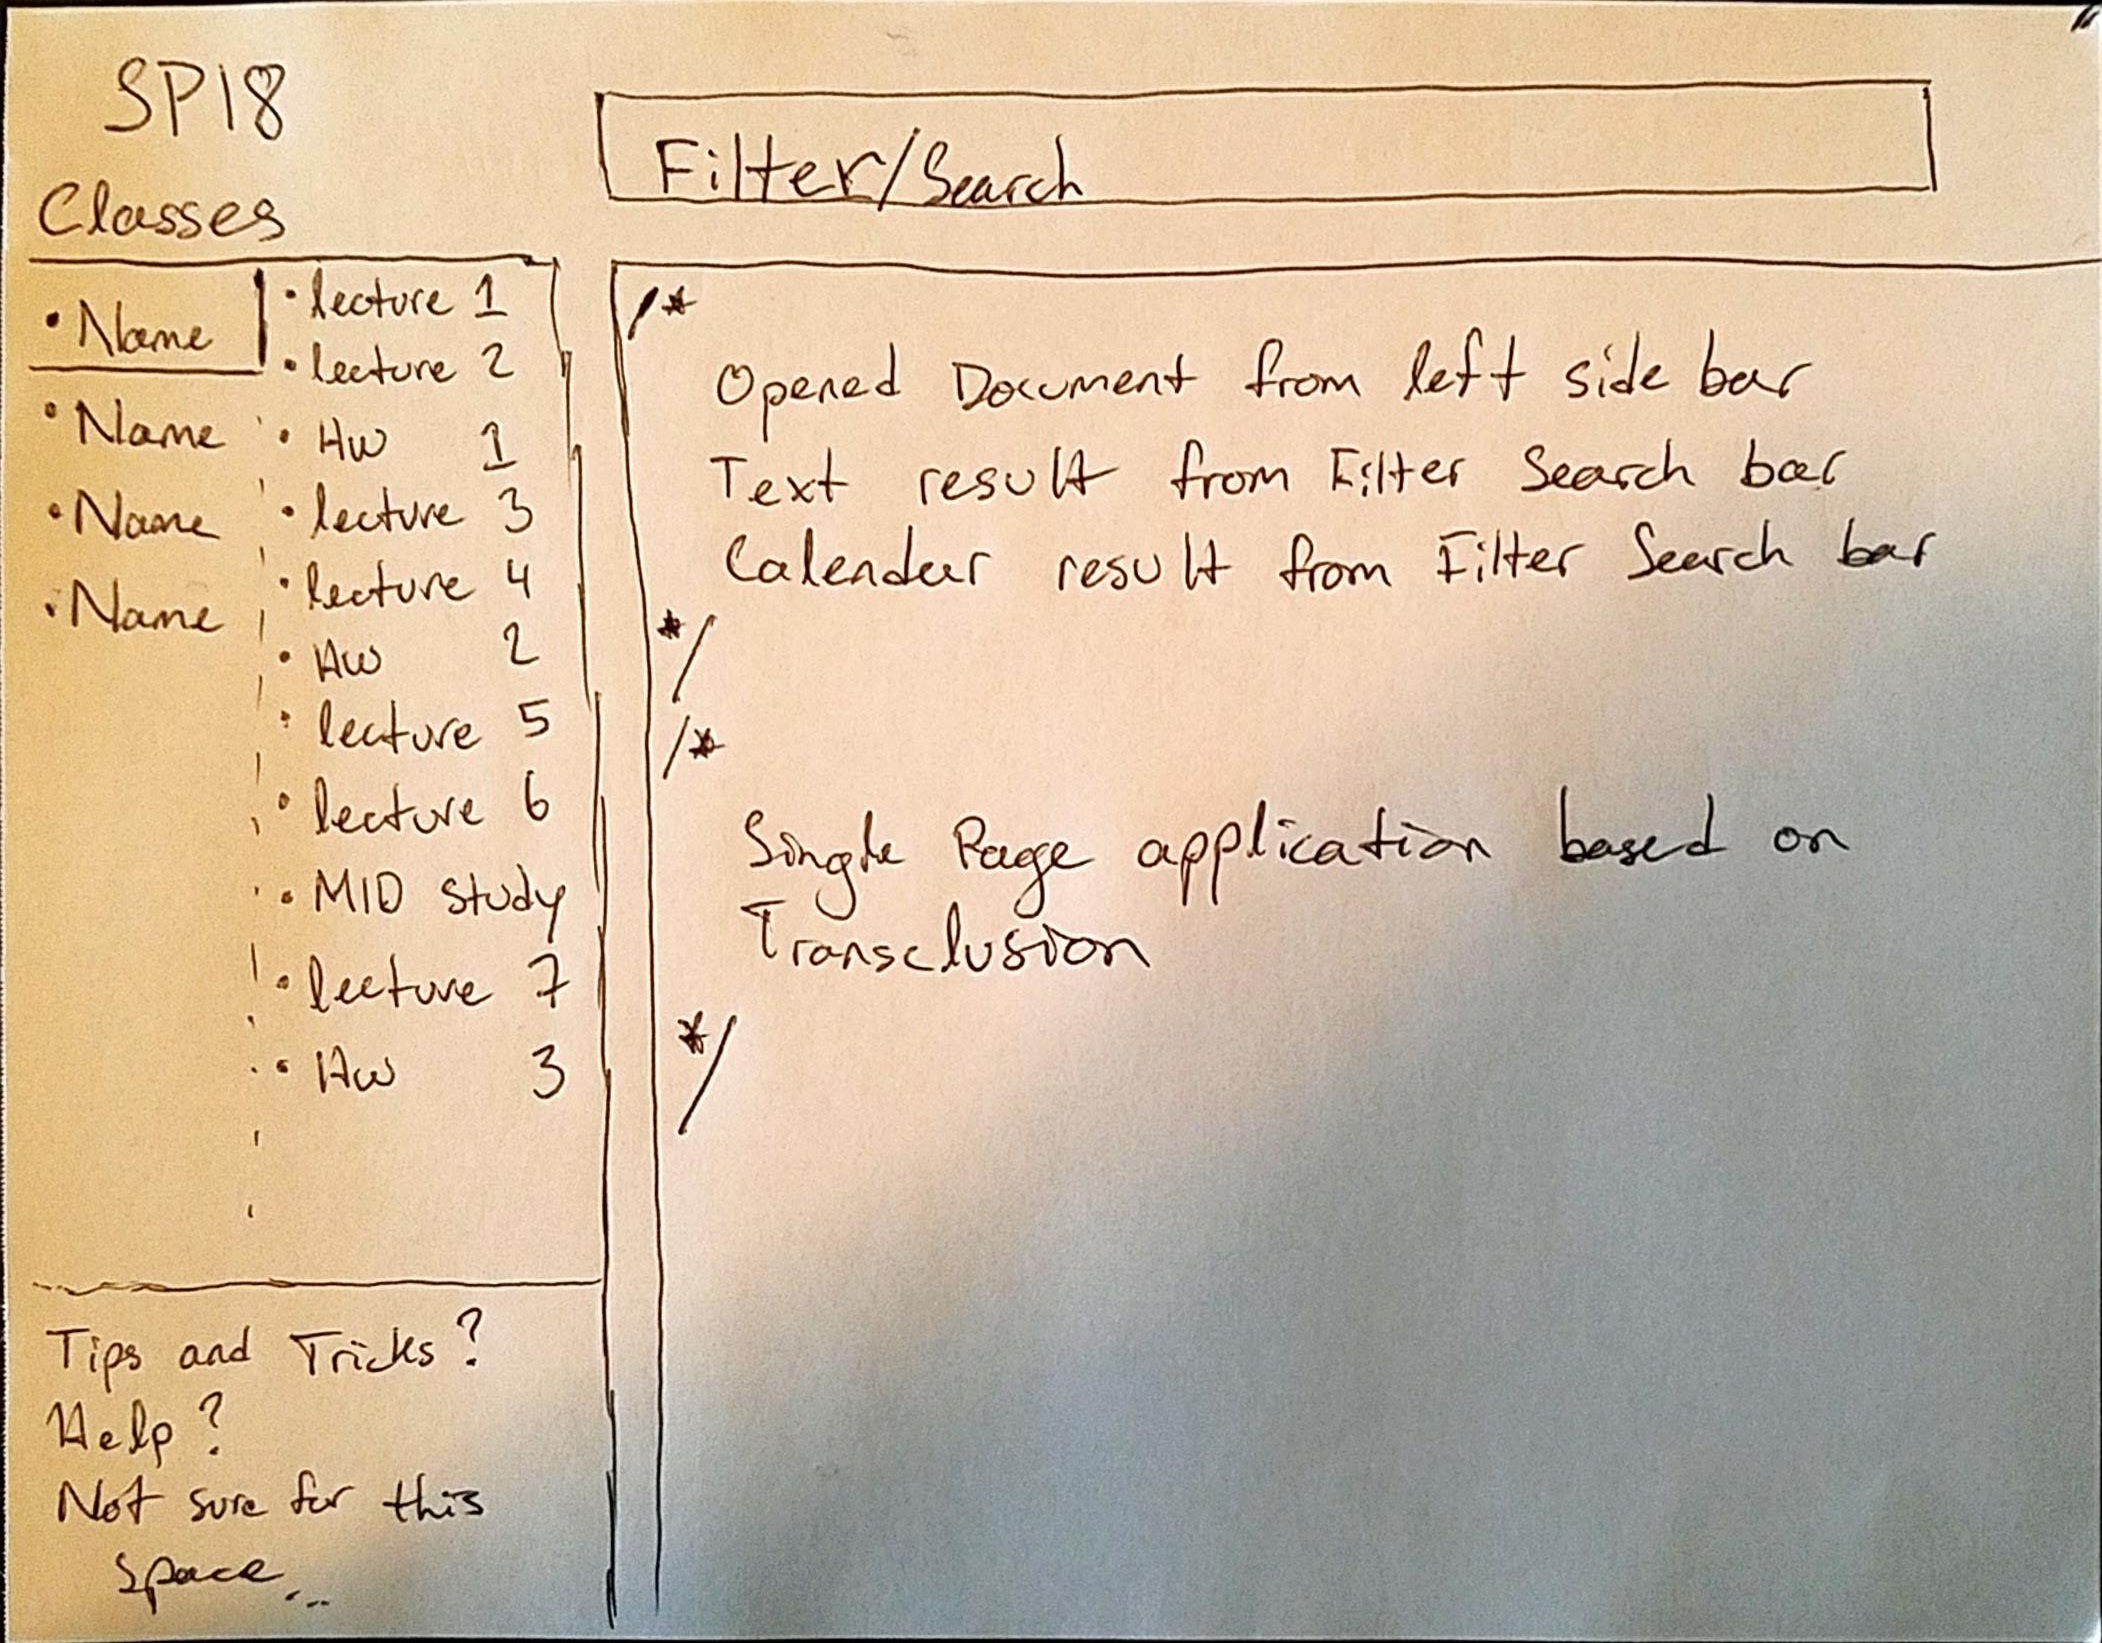 SP18
Filter/Search
Classes
• Name
• Name
• Name
• Name
• lecture 1
• lecture 2
• HW 1
• lecture 3
• lecture 4
• HW 2
• lecture 5
• lecture 6
• MID study
• lecture 7
• HW 3
/*
Opened Document from left side bar
Text result from Filter Search bar
Calendar result from Filter Search bar
*/
/*
Single Page application based on
Transclusion
*/
Tips and Tricks?
Help?
Not sure for this
space...